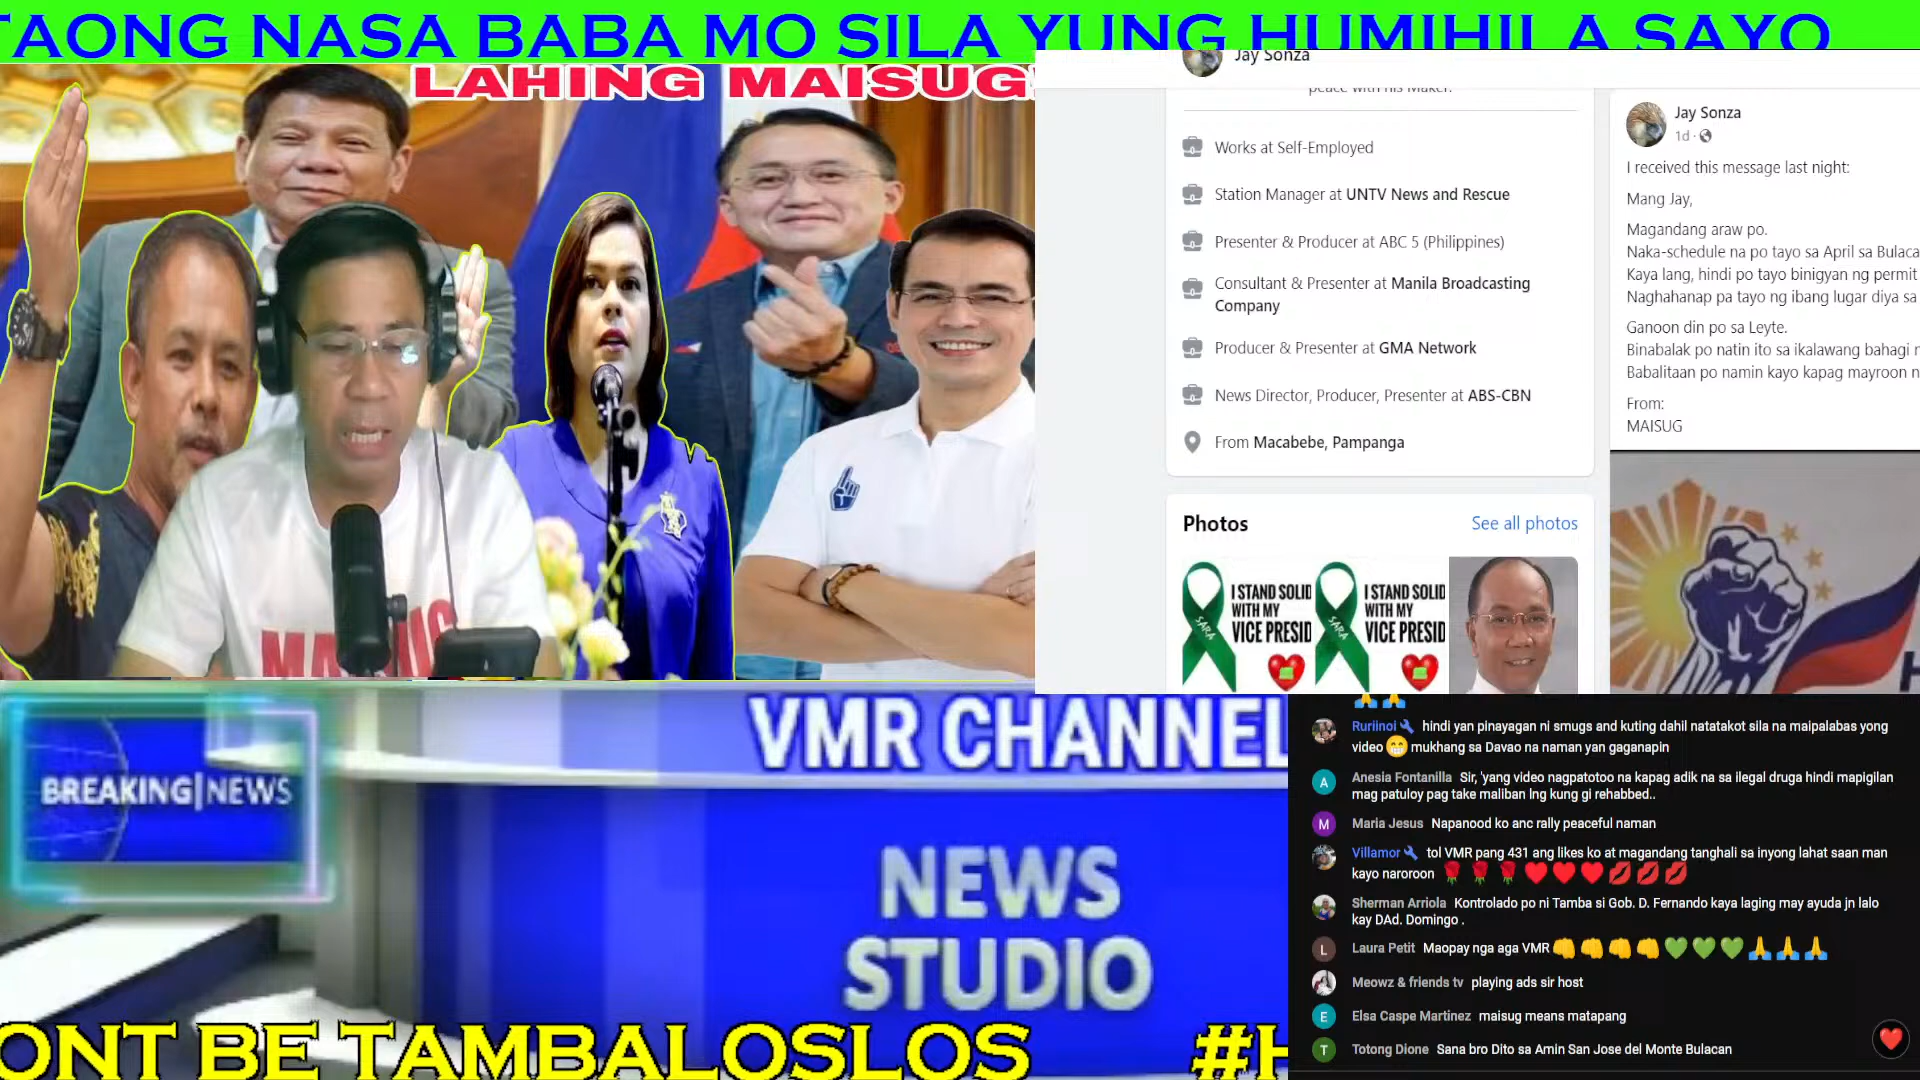 TAONG NASA BABA MO SILA YUNG HUMIHILA SAYO
LAHING MAISUG
Jay Sonza
peace with his Maker.
Works at Self-Employed
Station Manager at UNTV News and Rescue
Presenter & Producer at ABC 5 (Philippines)
Consultant & Presenter at Manila Broadcasting
Company
Producer & Presenter at GMA Network
News Director, Producer, Presenter at ABS-CBN
From Macabebe, Pampanga
Photos
See all photos
I STAND SOLID
WITH MY
VICE PRESID
SARA
I STAND SOLID
WITH MY
VICE PRESID
SARA
Jay Sonza
1d
I received this message last night:
Mang Jay,
Magandang araw po.
Naka-schedule na po tayo sa April sa Bulaca
Kaya lang, hindi po tayo binigyan ng permit
Naghahanap pa tayo ng ibang lugar diya sa
Ganoon din po sa Leyte.
Binabalak po natin ito sa ikalawang bahagi
Babalitaan po namin kayo kapag mayroon n
From:
MAISUG
VMR CHANNEL
BREAKING|NEWS
NEWS
STUDIO
ONT BE TAMBALOSLOS #H
🙏🙏
Ruriinoi hindi yan pinayagan ni smugs and kuting dahil natatakot sila na maipalabas yong
video😁 mukhang sa Davao na naman yan gaganapin
A Anesia Fontanilla Sir, 'yang video nagpatotoo na kapag adik na sa ilegal druga hindi mapigilan
mag patuloy pag take maliban lng kung gi rehabbed..
M Maria Jesus Napanood ko anc rally peaceful naman
Villamor tol VMR pang 431 ang likes ko at magandang tanghali sa inyong lahat saan man
kayo naroroon 🌹🌹🌹❤️❤️❤️💋💋💋
Sherman Arriola Kontrolado po ni Tamba si Gob. D. Fernando kaya laging may ayuda jn lalo
kay DAd. Domingo .
L Laura Petit Maopay nga aga VMR👊👊👊👊💚💚💚🙏🙏🙏
Meowz & friends tv playing ads sir host
E Elsa Caspe Martinez maisug means matapang
T Totong Dione Sana bro Dito sa Amin San Jose del Monte Bulacan